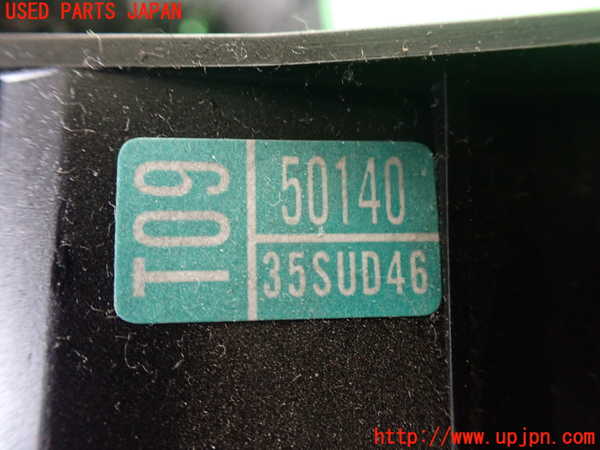 USED PARTS JAPAN
T09
50140
35SUD46
http://www.upjpn.com/